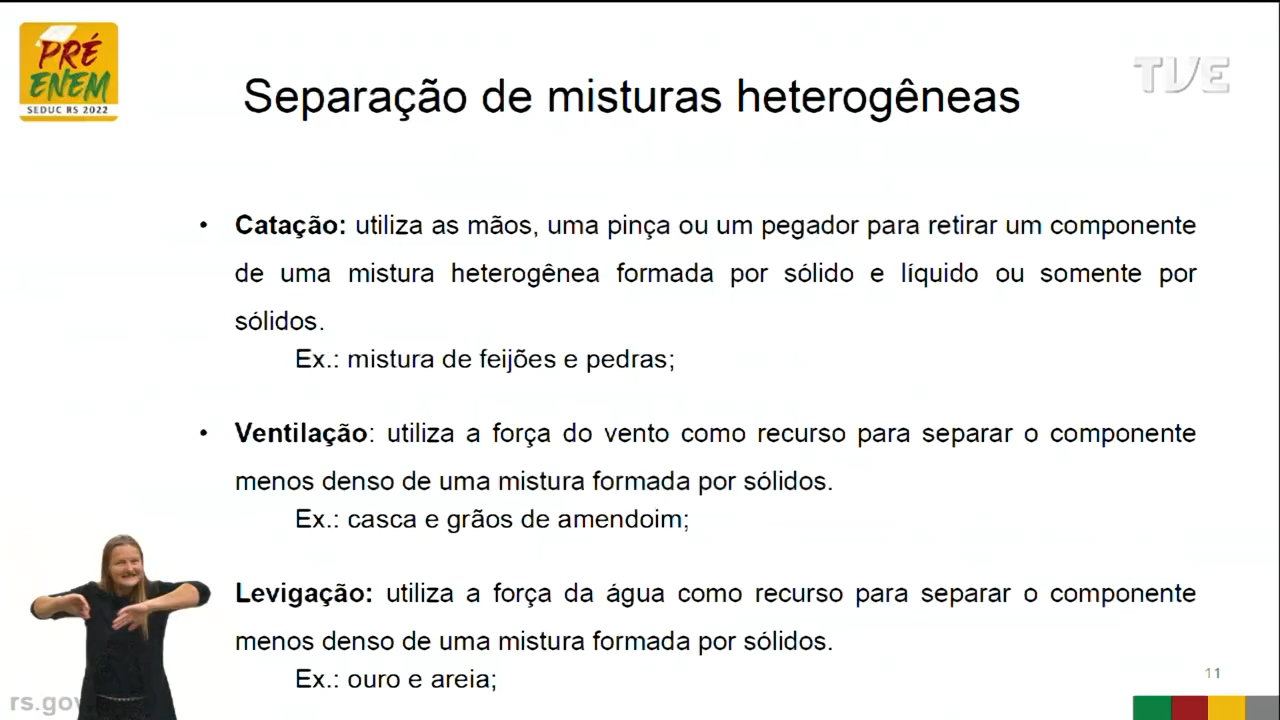 PRÉ
ENEM
SEDUC RS 2022
TVE
Separação de misturas heterogêneas
• Catação: utiliza as mãos, uma pinça ou um pegador para retirar um componente
de uma mistura heterogênea formada por sólido e líquido ou somente por
sólidos.
Ex.: mistura de feijões e pedras;
• Ventilação: utiliza a força do vento como recurso para separar o componente
menos denso de uma mistura formada por sólidos.
Ex.: casca e grãos de amendoim;
Levigação: utiliza a força da água como recurso para separar o componente
menos denso de uma mistura formada por sólidos.
Ex.: ouro e areia;
11
rs.gov